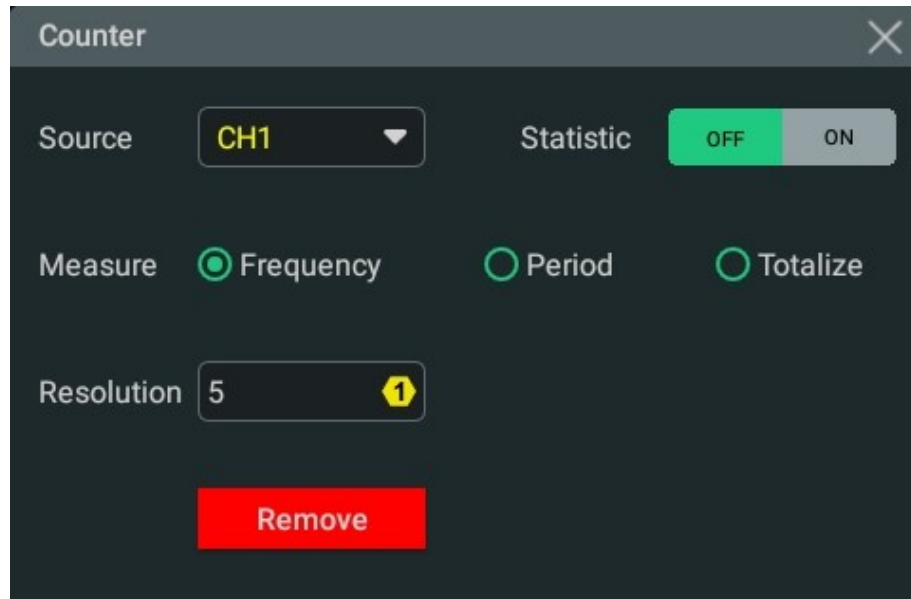 Counter
Source CH1 Statistic OFF ON
Measure Frequency Period Totalize
Resolution 5 1
Remove